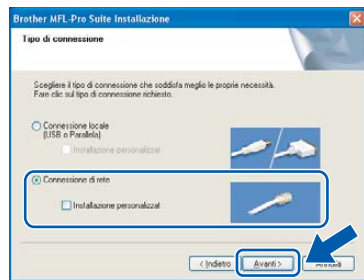 Brother MFL-Pro Suite Installazione
Tipo di connessione
Scegliere il tipo di connessione che soddisfa meglio le proprie necessità.
Fare clic sul tipo di connessione richiesto.
Connessione locale
(USB o Parallela)
Installazione personalizzat
Connessione di rete
Installazione personalizzat
< Indietro
Avanti >
Annulla